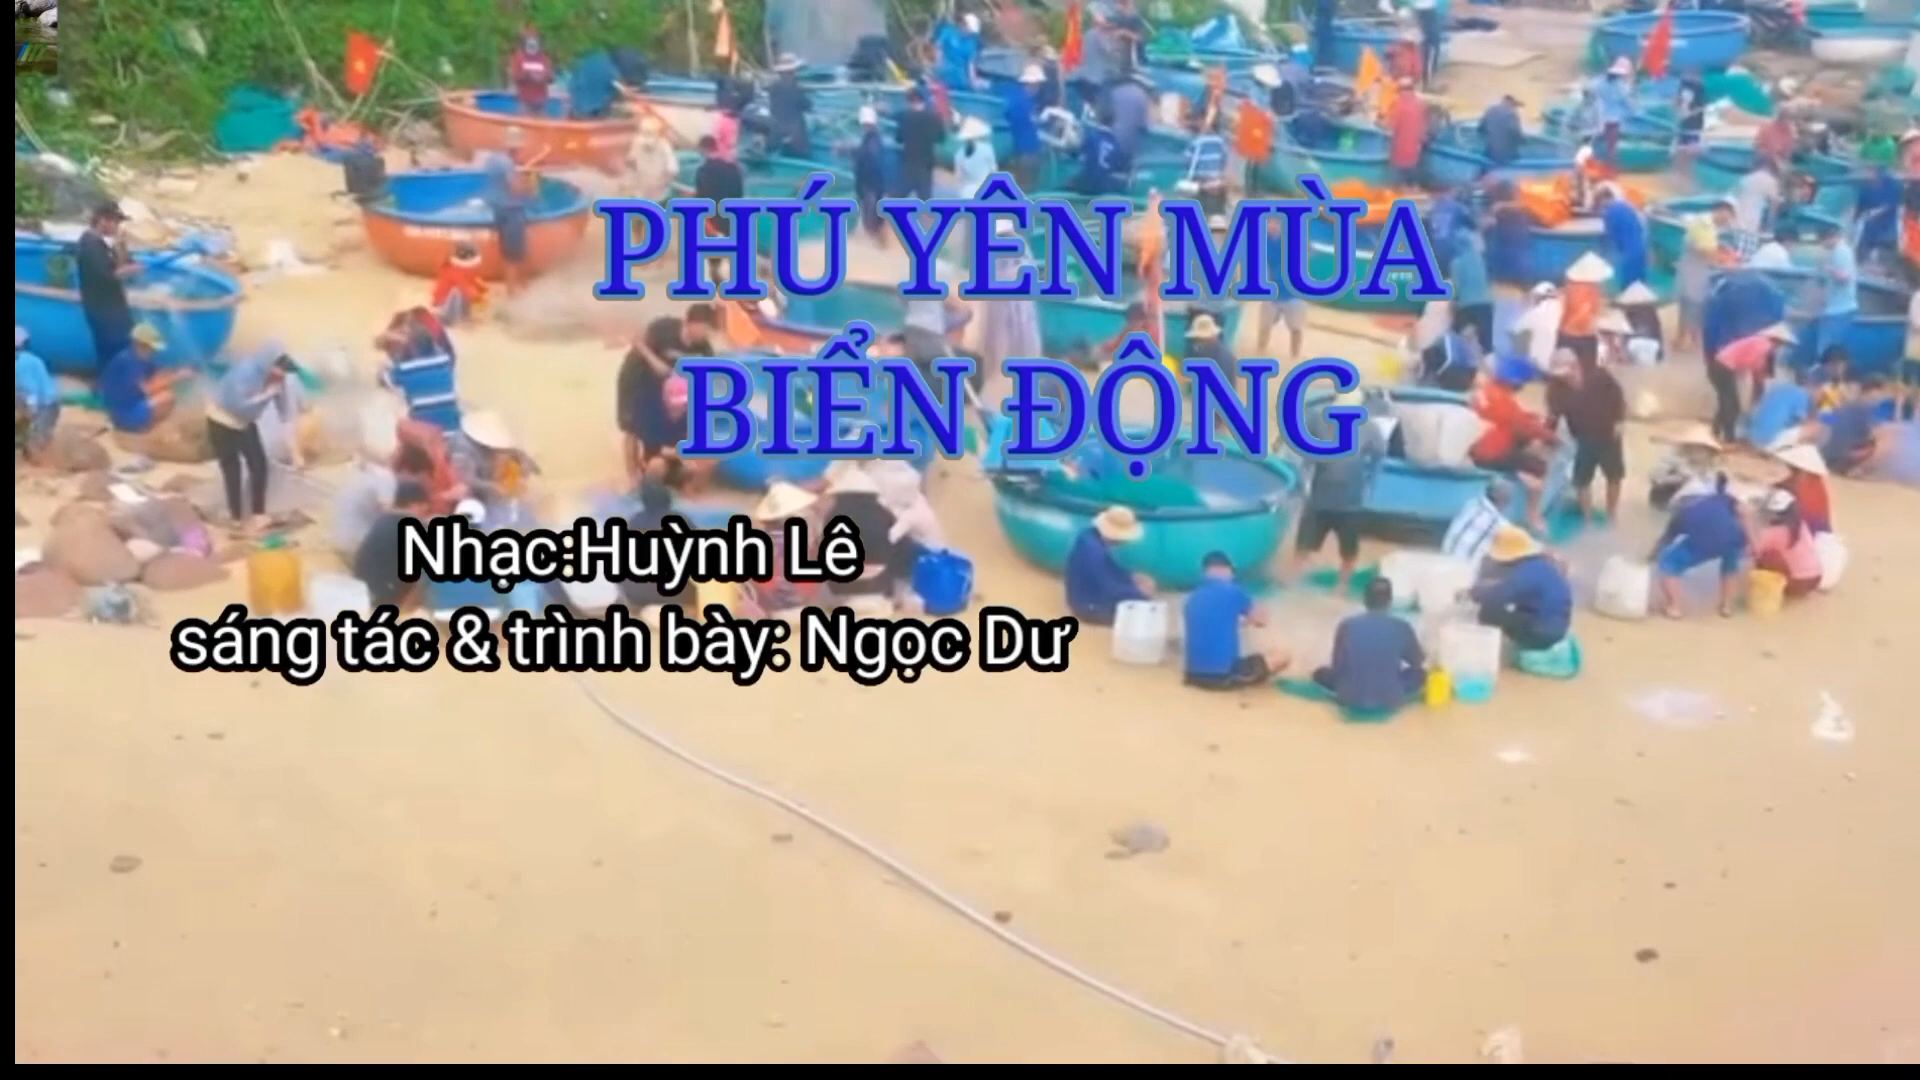 PHÚ YÊN MÙA
BIỂN ĐỘNG
Nhạc:Huỳnh Lê
sáng tác & trình bày: Ngọc Dư